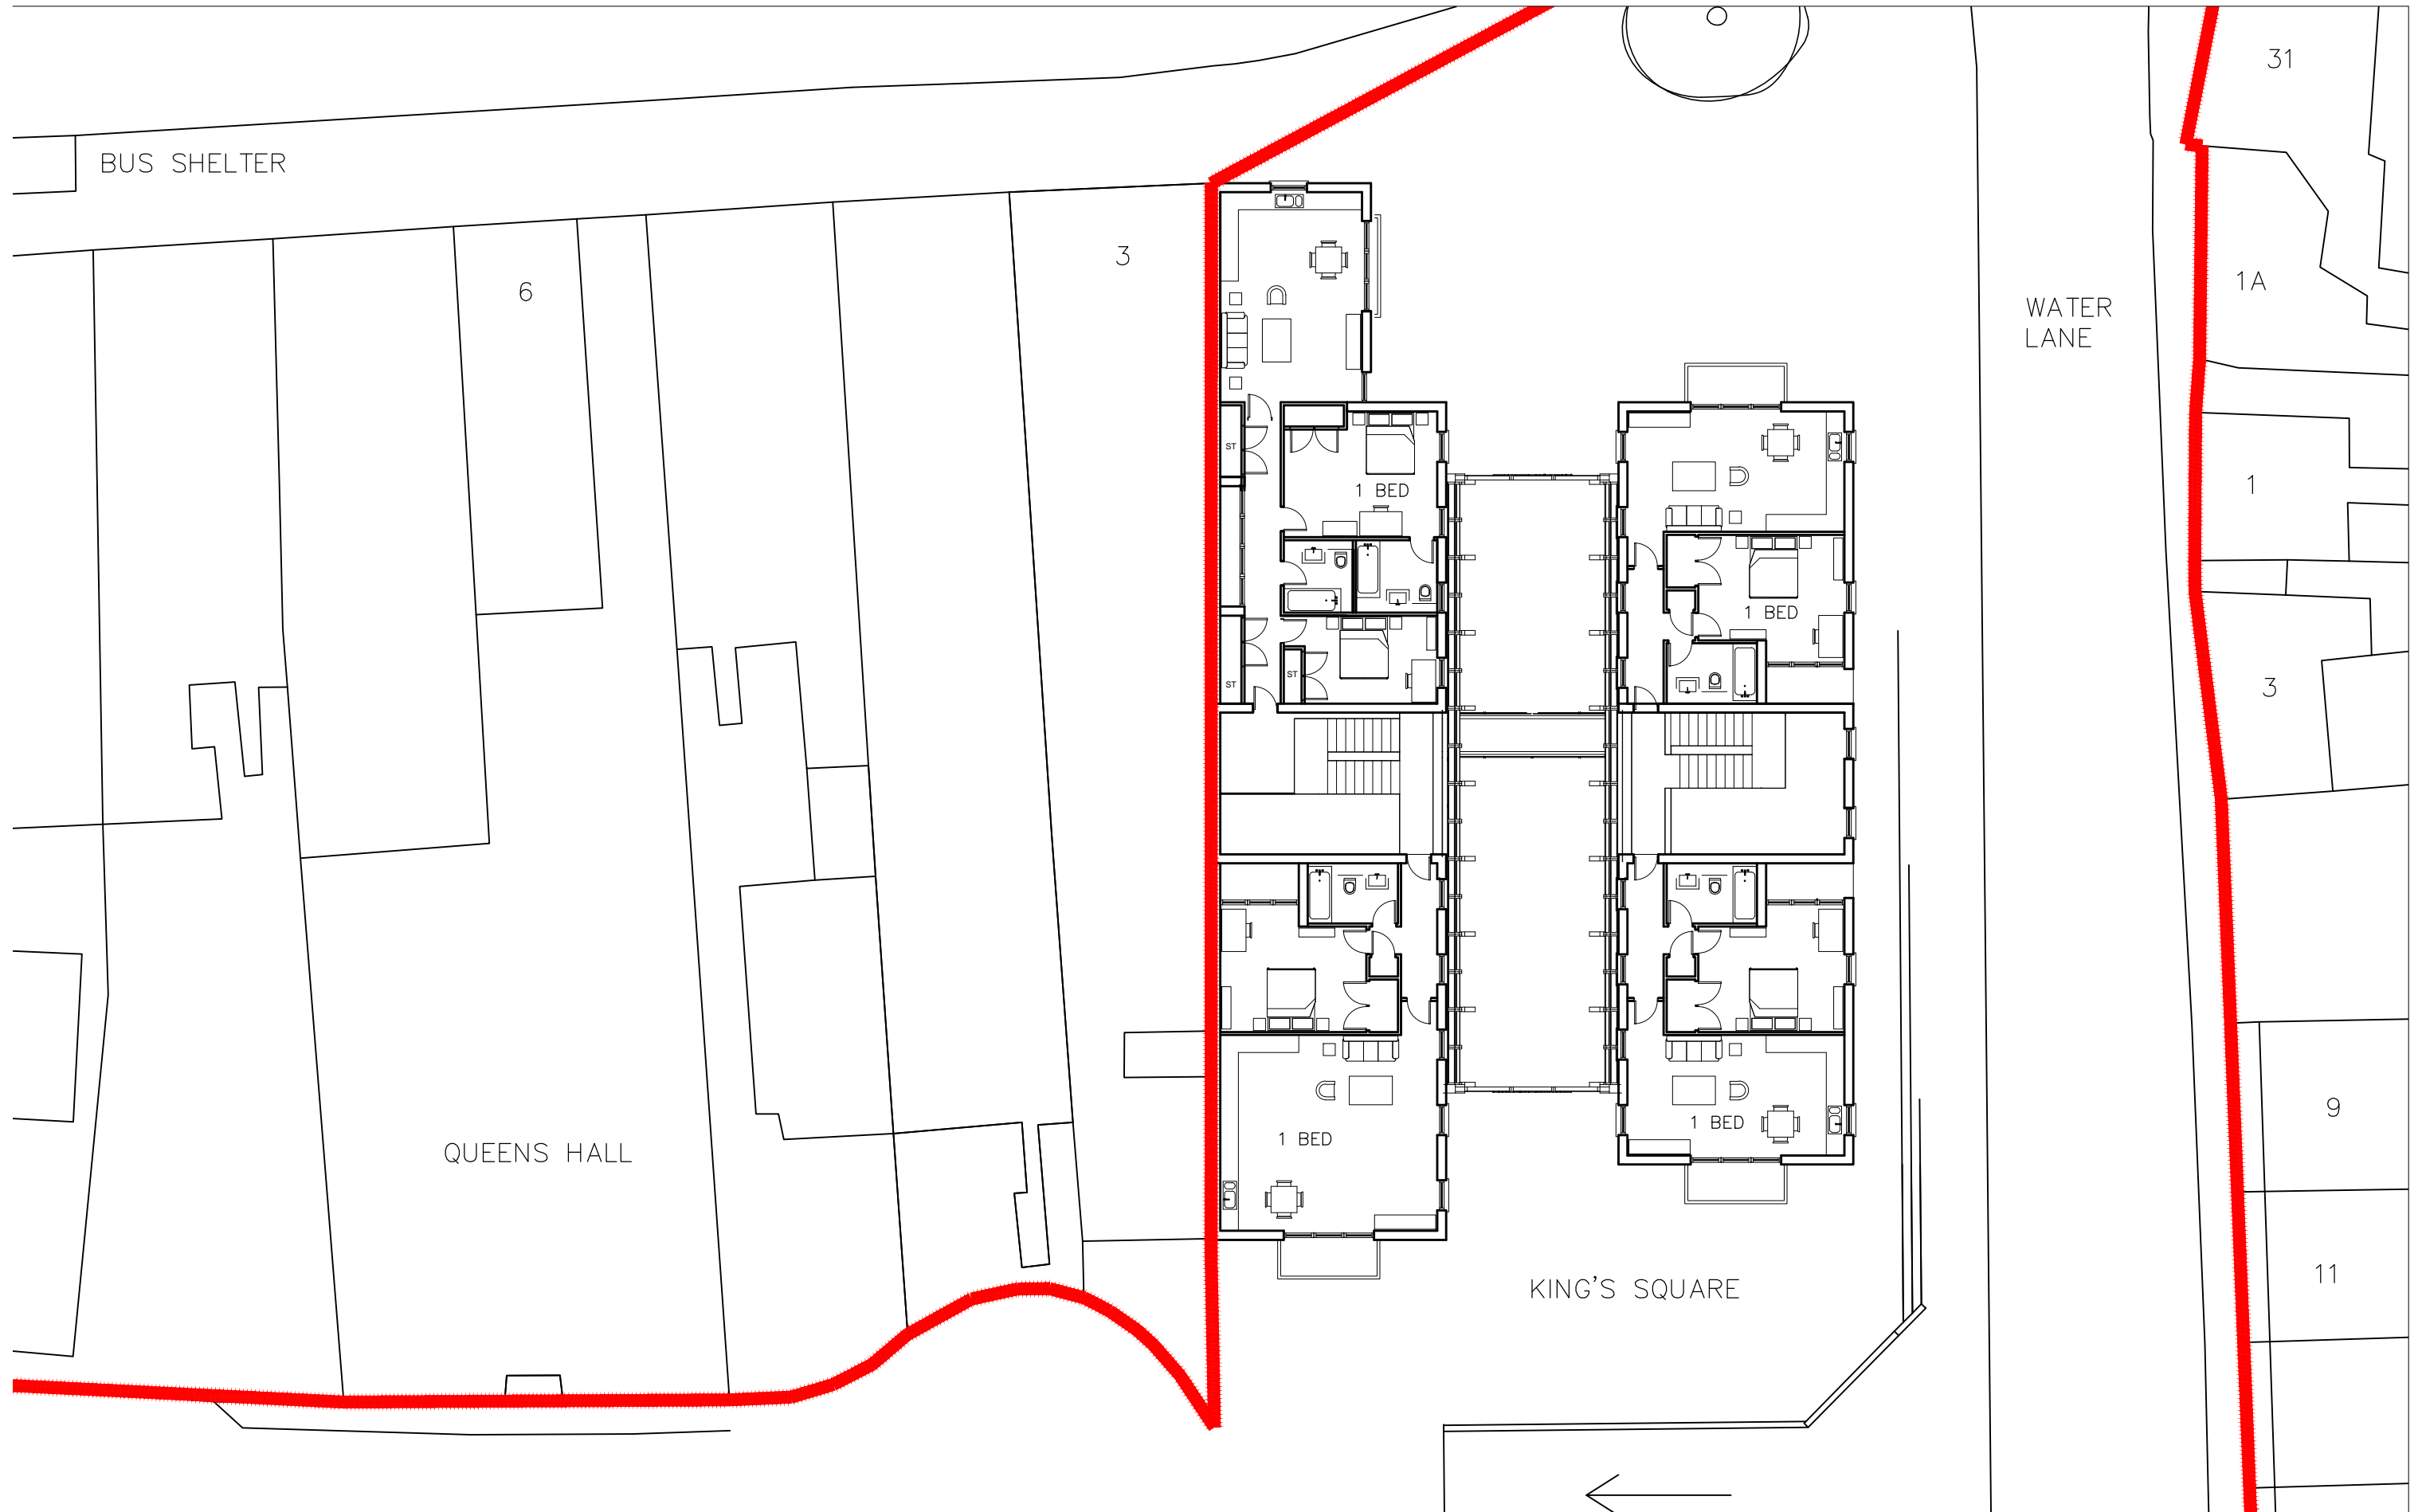 31
BUS SHELTER
3
1A
6
WATER
LANE
ST
1 BED
1
1 BED
ST
ST
3
9
1 BED
1 BED
QUEENS HALL
11
KING'S SQUARE